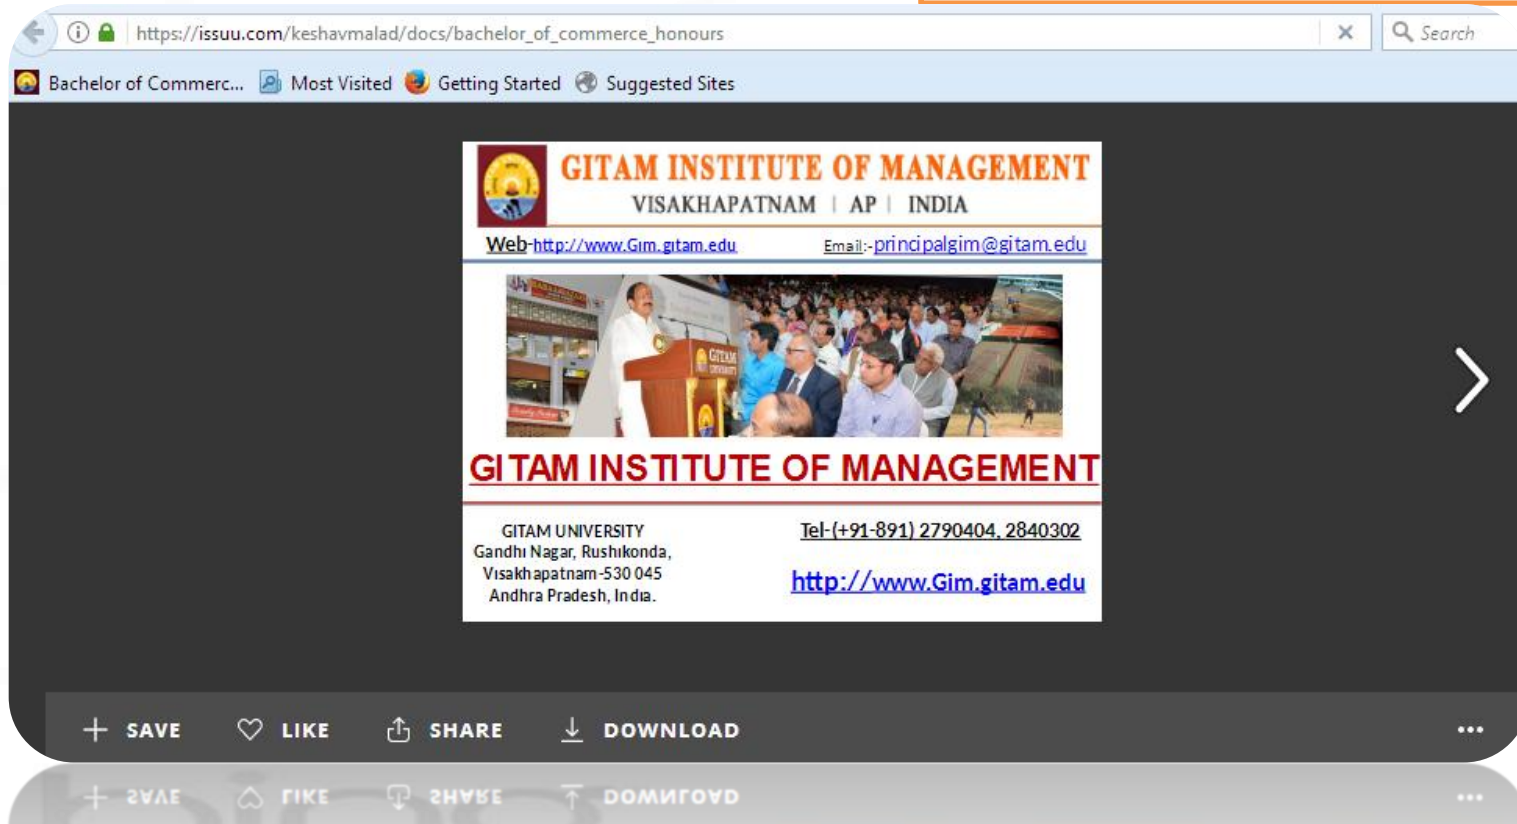 https://issuu.com/keshavmalad/docs/bachelor_of_commerce_honours
Search
Bachelor of Commerc... Most Visited Getting Started Suggested Sites
GITAM INSTITUTE OF MANAGEMENT
VISAKHAPATNAM | AP | INDIA
Web-http://www.Gim.gitam.edu Email:-principalgim@gitam.edu
GITAM
UNIVERSITY
GITAM INSTITUTE OF MANAGEMENT
GITAM UNIVERSITY
Gandhi Nagar, Rushikonda,
Visakhapatnam-530 045
Andhra Pradesh, India.
Tel-(+91-891) 2790404, 2840302
http://www.Gim.gitam.edu
SAVE LIKE SHARE DOWNLOAD